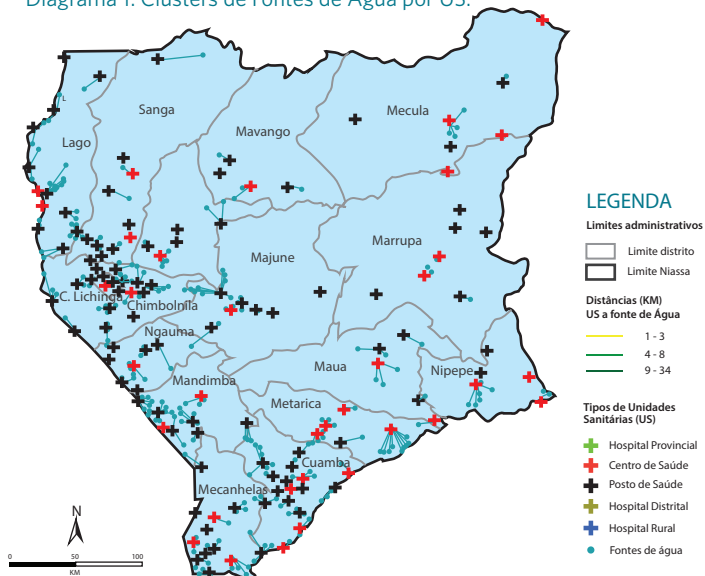 Diagrama 1: Clusters de Fontes de Água por US.
Sanga
Mecula
Mavango
Lago
L
Marrupa
Majune
C. Lichinga
Chimbolnila
Ngauma
Maua
Nipepe
Mandimba
Metarica
Cuamba
Mecanhelas
N
0 50 100
KM
LEGENDA
Limites administrativos
Limite distrito
Limite Niassa
Distâncias (KM)
US a fonte de Água
1 - 3
4 - 8
9 - 34
Tipos de Unidades
Sanitárias (US)
Hospital Provincial
Centro de Saúde
Posto de Saúde
Hospital Distrital
Hospital Rural
Fontes de água